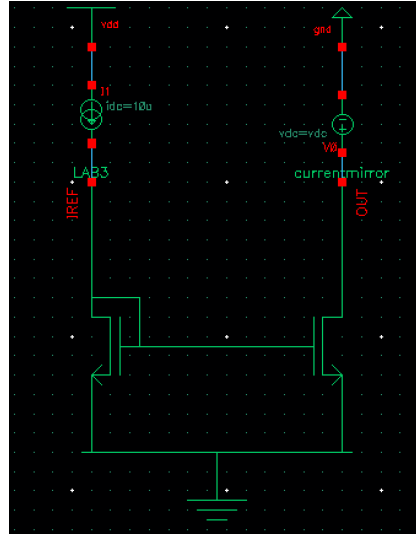 vdd
gnd
I1
idc=10u
vdc=vdc
V0
LAB3
currentmirror
IREF
OUT